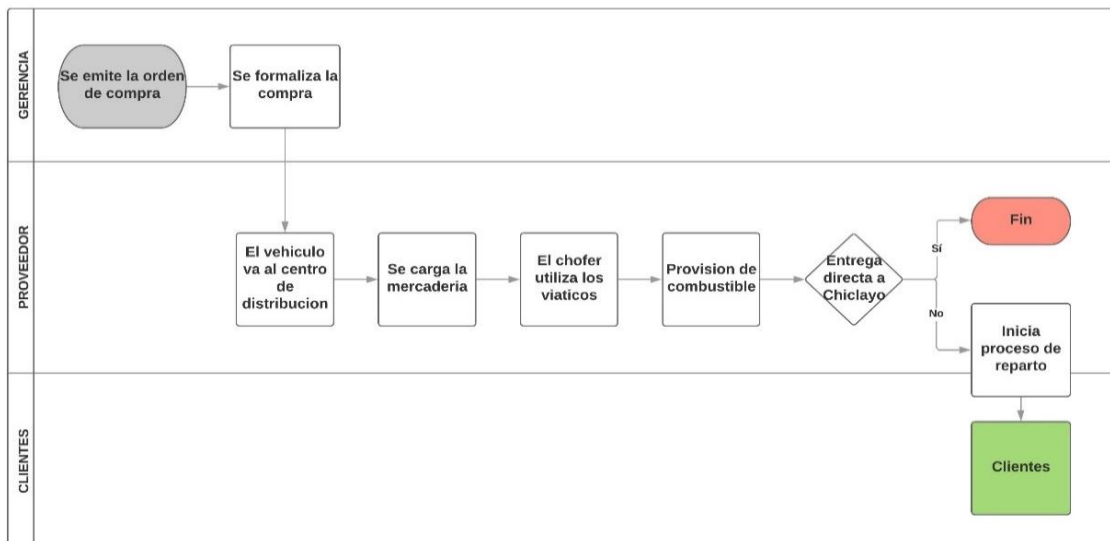 GERENCIA
Se emite la orden
de compra
Se formaliza la
compra
PROVEEDOR
El vehiculo
va al centro
de
distribucion
Se carga la
mercaderia
El chofer
utiliza los
viaticos
Provision de
combustible
Entrega
directa a
Chiclayo
Sí
Fin
No
Inicia
proceso de
reparto
CLIENTES
Clientes